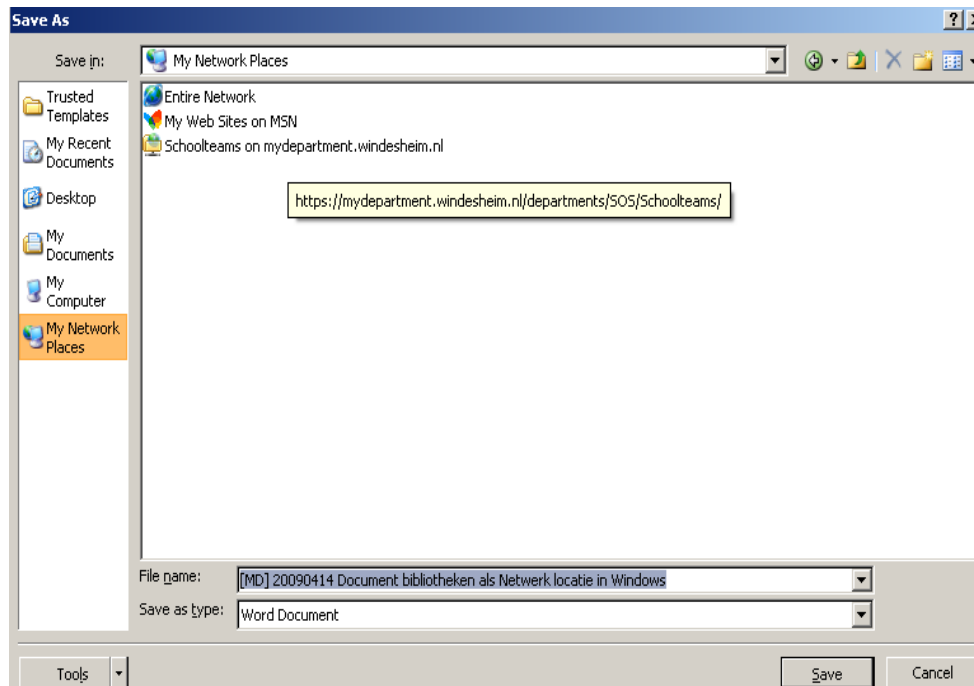 Save As
Save in:
My Network Places
Trusted
Templates
My Recent
Documents
Desktop
My
Documents
My
Computer
My Network
Places
Entire Network
My Web Sites on MSN
Schoolteams on mydepartment.windesheim.nl
https://mydepartment.windesheim.nl/departments/SOS/Schoolteams/
File name:
[MD] 20090414 Document bibliotheken als Netwerk locatie in Windows
Save as type:
Word Document
Tools
Save
Cancel